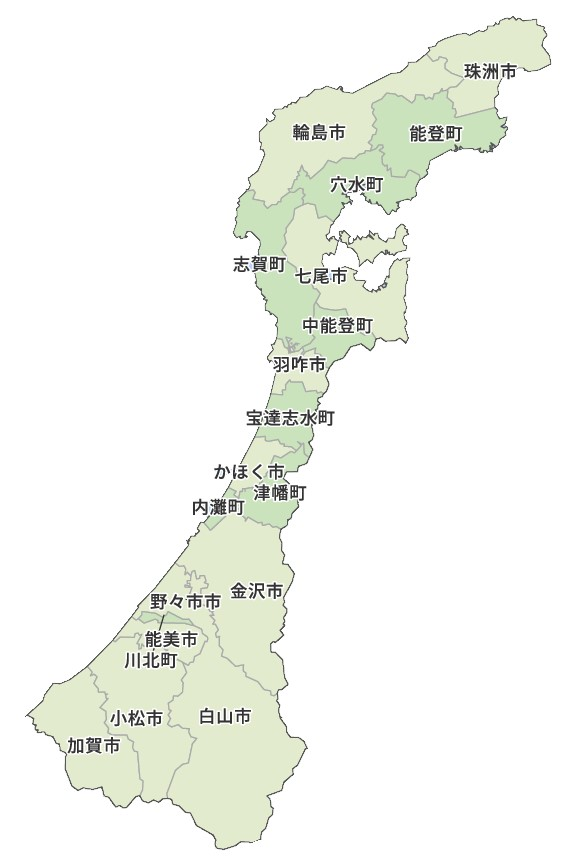 珠洲市
輪島市
能登町
穴水町
志賀町
七尾市
中能登町
羽咋市
宝達志水町
かほく市
津幡町
内灘町
金沢市
野々市市
能美市
川北町
白山市
小松市
加賀市